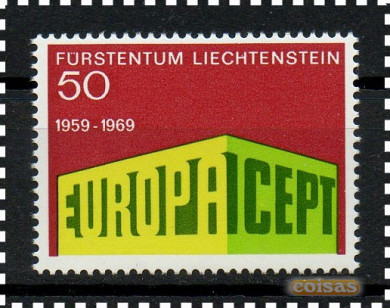 FÜRSTENTUM LIECHTENSTEIN
50
1959-1969
EUROPA CEPT
coisas